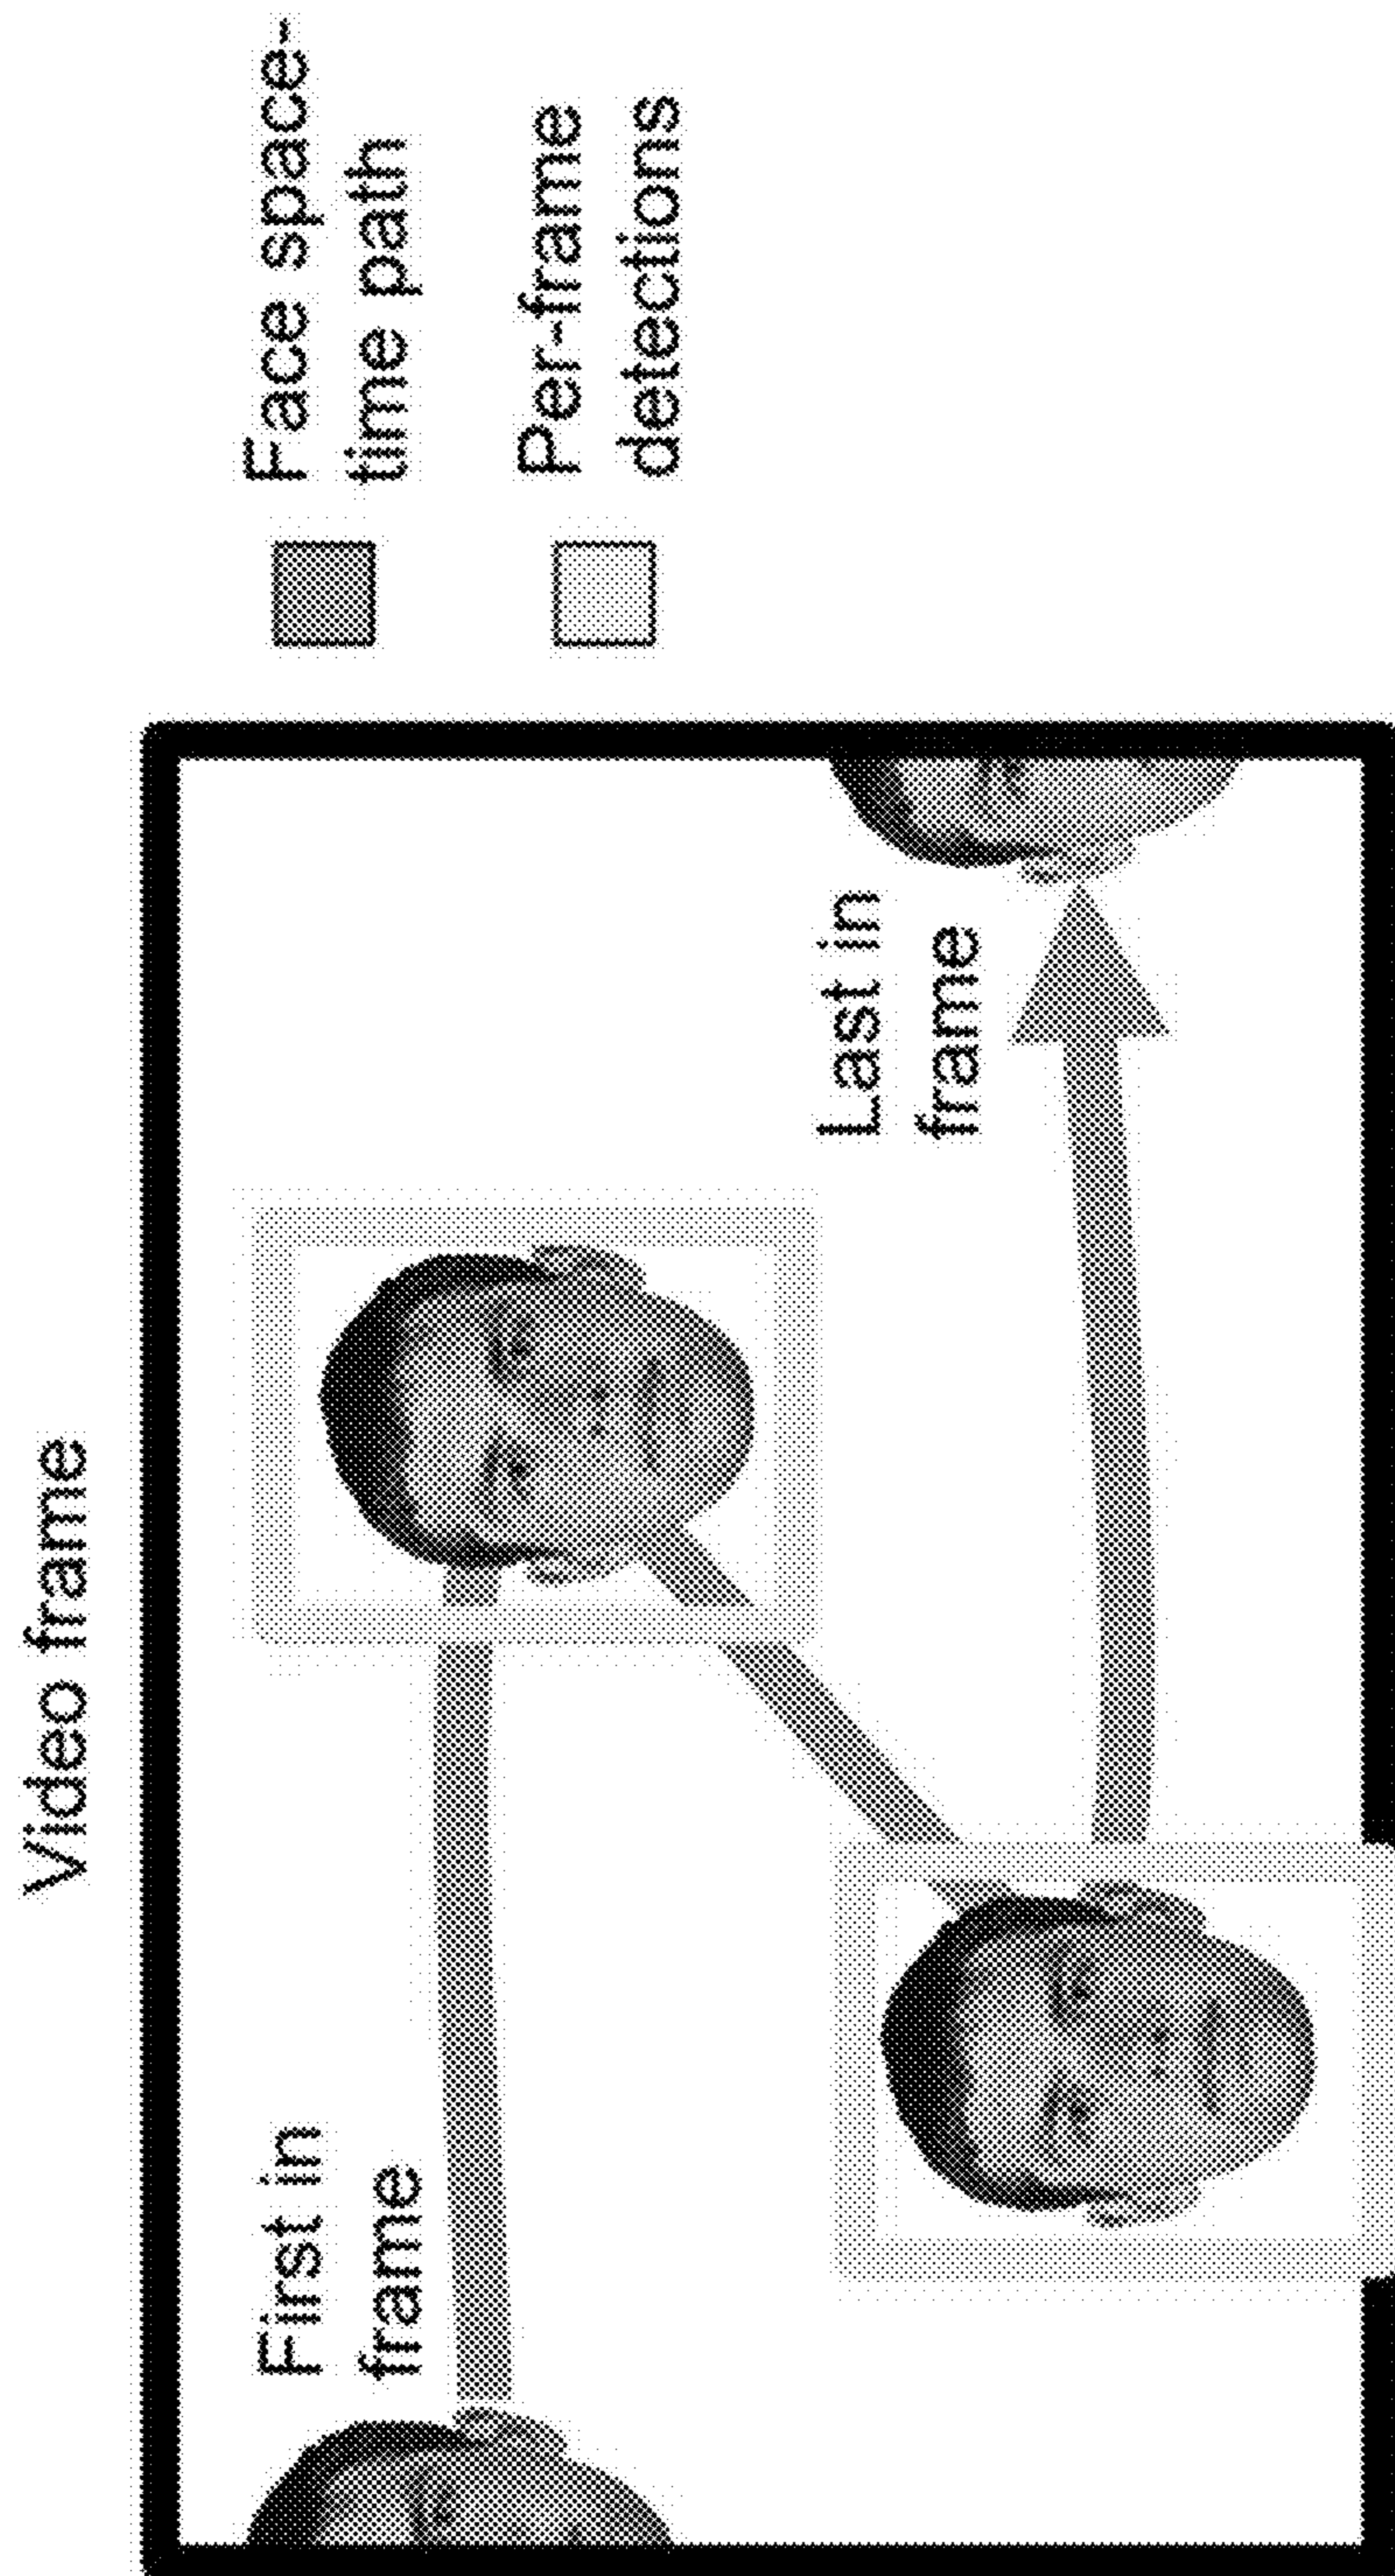 Video frame
First in
frame
Last in
frame
Face space-
time path
Per-frame
detections